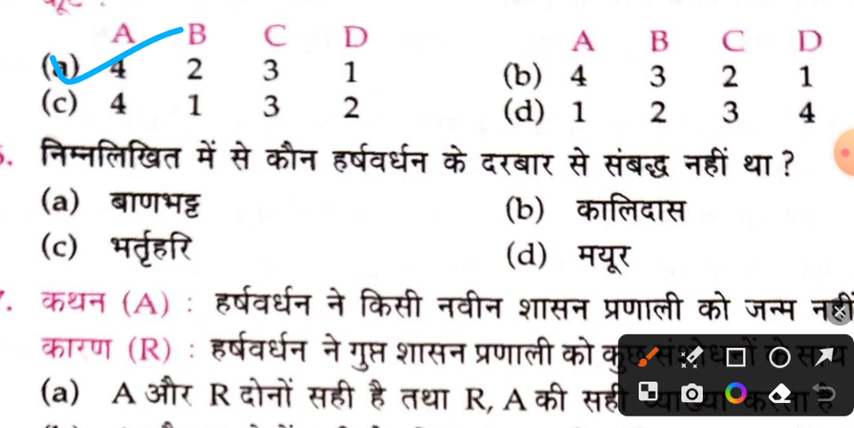 A B C D
(a) 4 2 3 1
(c) 4 1 3 2
A B C D
(b) 4 3 2 1
(d) 1 2 3 4
निम्नलिखित में से कौन हर्षवर्धन के दरबार से संबद्ध नहीं था ?
(a) बाणभट्ट
(b) कालिदास
(c) भर्तृहरि
(d) मयूर
कथन (A) : हर्षवर्धन ने किसी नवीन शासन प्रणाली को जन्म नहीं
कारण (R) : हर्षवर्धन ने गुप्त शासन प्रणाली को कुछ संशोधनों के साथ
(a) A और R दोनों सही है तथा R, A की सही व्याख्या करता है